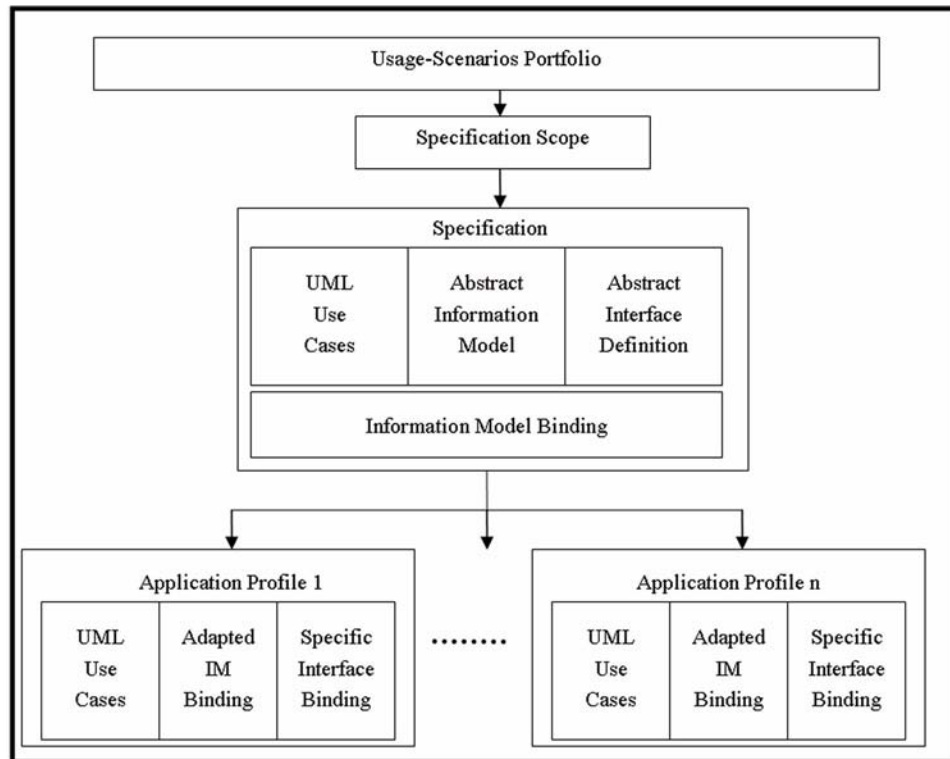 Usage-Scenarios Portfolio
Specification Scope
Specification
UML
Use
Cases
Abstract
Information
Model
Abstract
Interface
Definition
Information Model Binding
Application Profile 1
UML
Use
Cases
Adapted
IM
Binding
Specific
Interface
Binding
........
Application Profile n
UML
Use
Cases
Adapted
IM
Binding
Specific
Interface
Binding